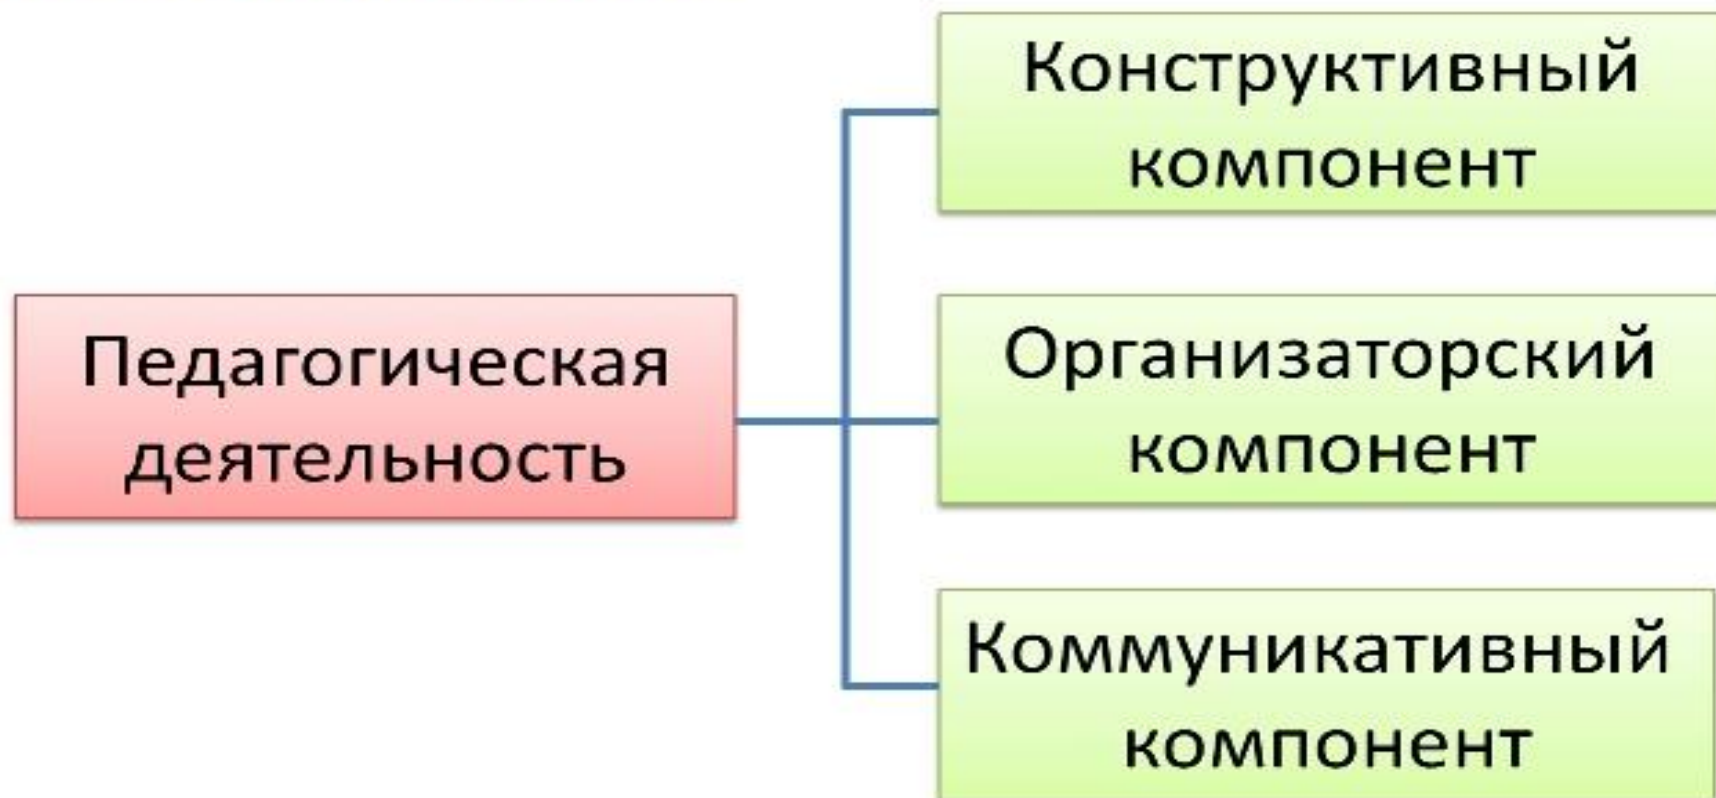 Конструктивный
компонент
Педагогическая
деятельность
Организаторский
компонент
Коммуникативный
компонент